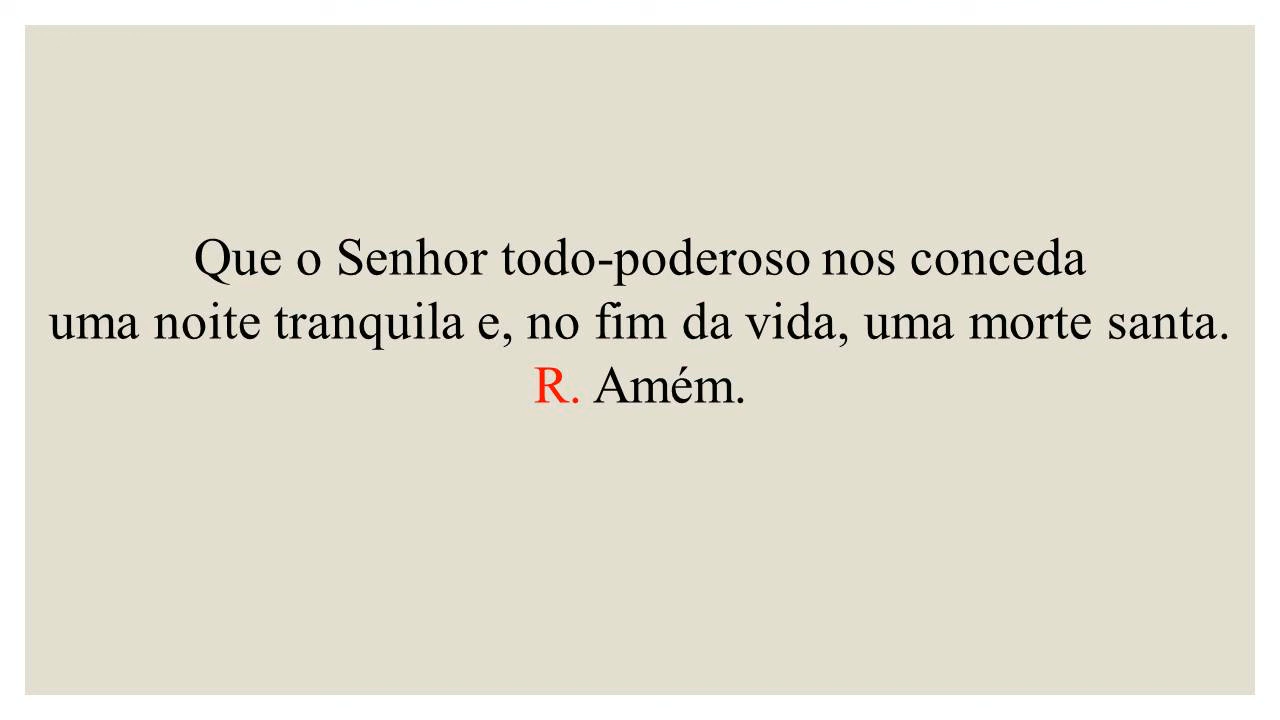 Que o Senhor todo-poderoso nos conceda
uma noite tranquila e, no fim da vida, uma morte santa.
R. Amém.